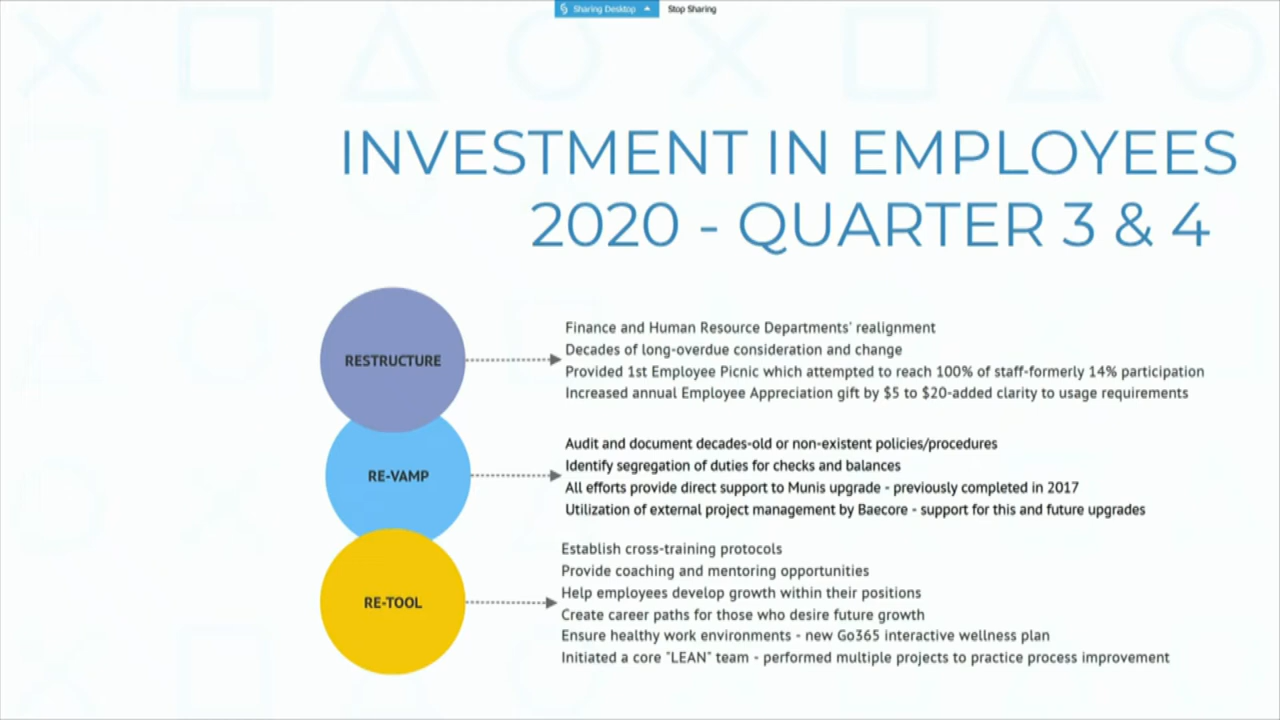 Sharing Desktop Stop Sharing
INVESTMENT IN EMPLOYEES
2020 - QUARTER 3 & 4
RESTRUCTURE
Finance and Human Resource Departments' realignment
Decades of long-overdue consideration and change
Provided 1st Employee Picnic which attempted to reach 100% of staff-formerly 14% participation
Increased annual Employee Appreciation gift by $5 to $20-added clarity to usage requirements
RE-VAMP
Audit and document decades-old or non-existent policies/procedures
Identify segregation of duties for checks and balances
All efforts provide direct support to Munis upgrade - previously completed in 2017
Utilization of external project management by Baecore - support for this and future upgrades
RE-TOOL
Establish cross-training protocols
Provide coaching and mentoring opportunities
Help employees develop growth within their positions
Create career paths for those who desire future growth
Ensure healthy work environments - new Go365 interactive wellness plan
Initiated a core "LEAN" team - performed multiple projects to practice process improvement